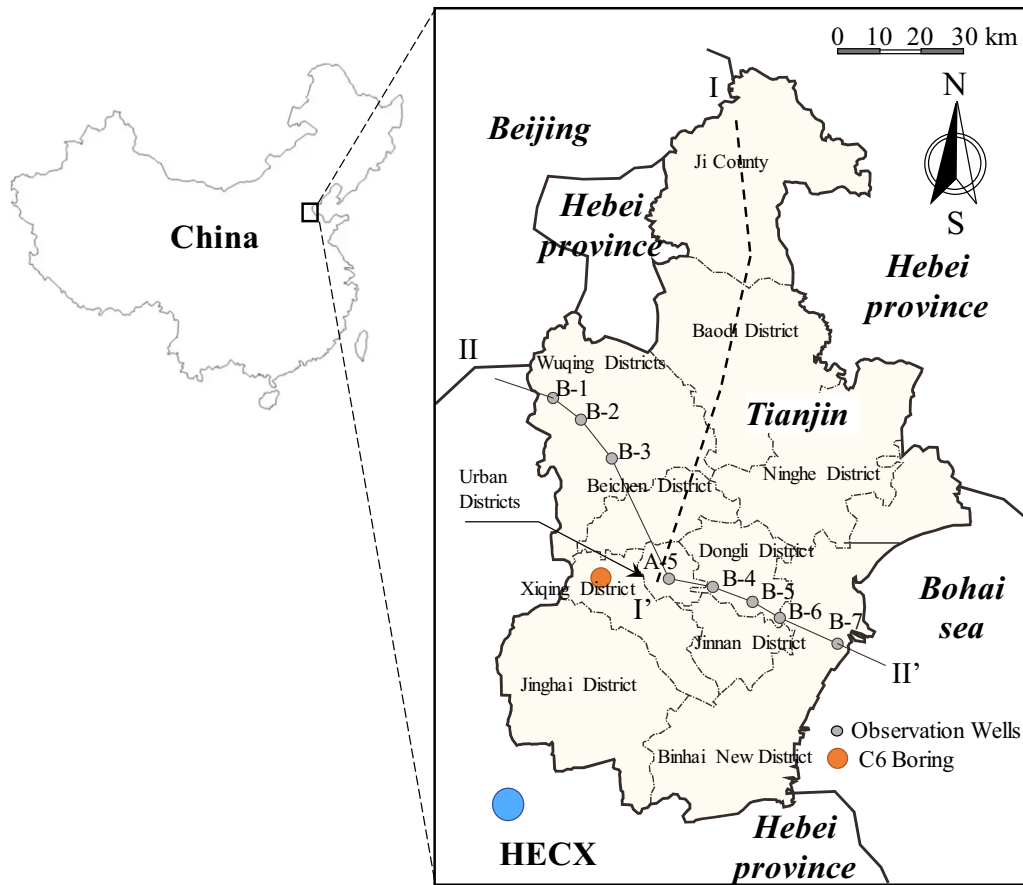 0 10 20 30 km
I
N
Beijing
Ji County
Hebei
province
S
China
Hebei
province
Baodi District
II
Wuqing Districts
B-1
B-2
Tianjin
B-3
Ninghe District
Urban
Districts
Beichen District
Dongli District
A-5
B-4
Xiqing District
I'
B-5
B-6
B-7
Bohai
sea
Jinnan District
II'
Jinghai District
Observation Wells
Binhai New District
C6 Boring
HECX
Hebei
province